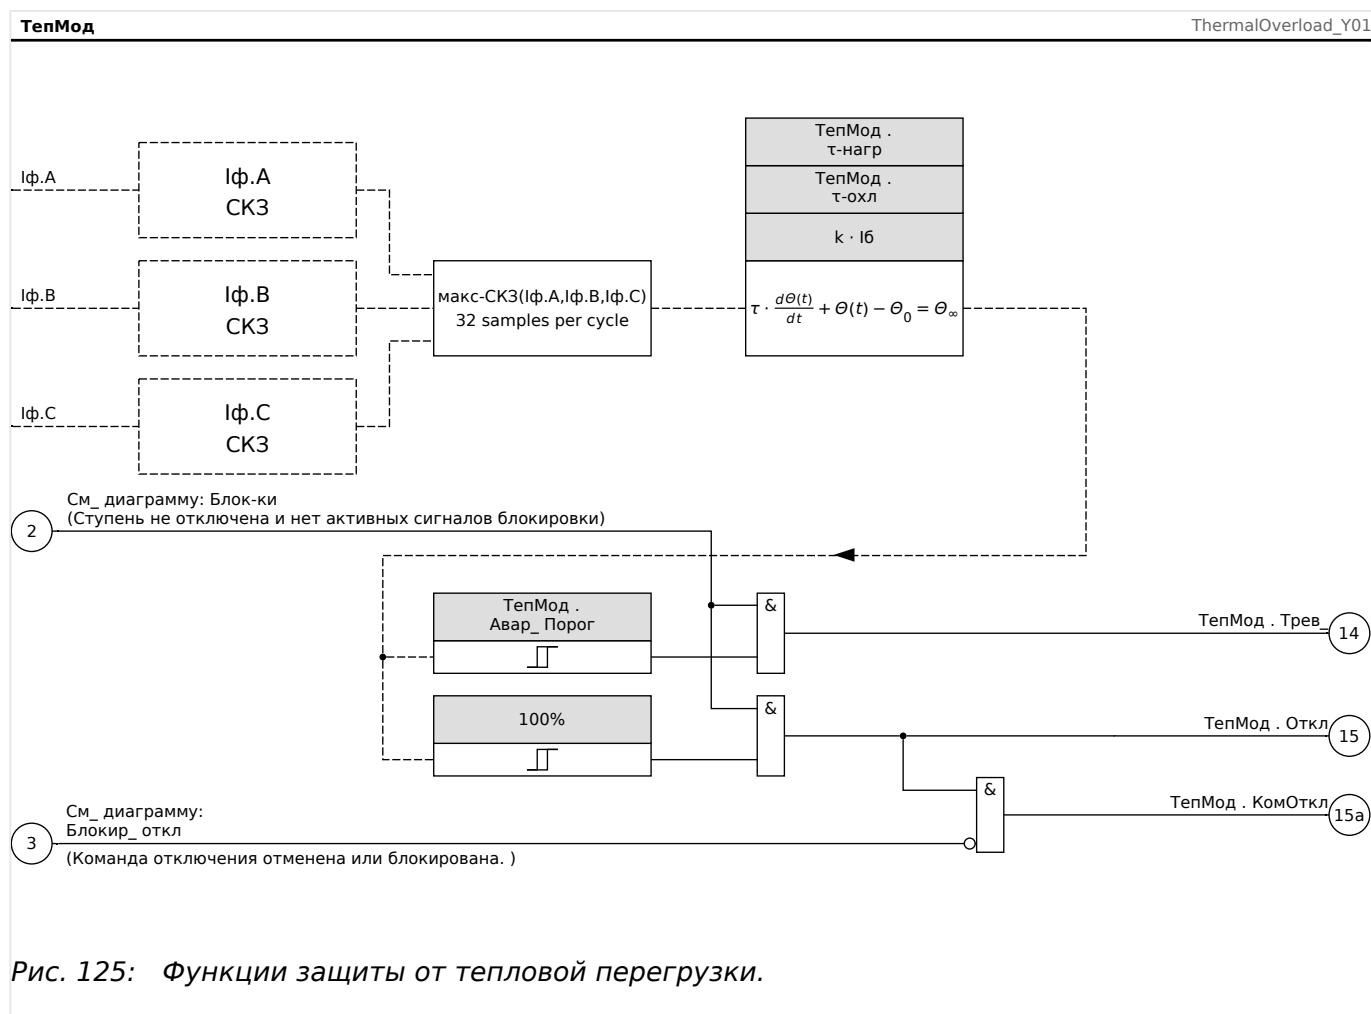 ТепМод
ThermalOverload_Y01
ТепМод .
τ-нагр
ТепМод .
τ-охл
k · Iб
Iф.A
Iф.A
СКЗ
Iф.B
Iф.B
СКЗ
макс-СКЗ(Iф.A,Iф.B,Iф.C)
32 samples per cycle
τ · dΘ(t)/dt + Θ(t) − Θ₀ = Θ∞
Iф.C
Iф.C
СКЗ
2
См_ диаграмму: Блок-ки
(Ступень не отключена и нет активных сигналов блокировки)
ТепМод .
Авар_ Порог
&
ТепМод . Трев_
14
100%
&
ТепМод . Откл
15
&
ТепМод . КомОткл
15a
3
См_ диаграмму:
Блокир_ откл
(Команда отключения отменена или блокирована. )
Рис. 125: Функции защиты от тепловой перегрузки.